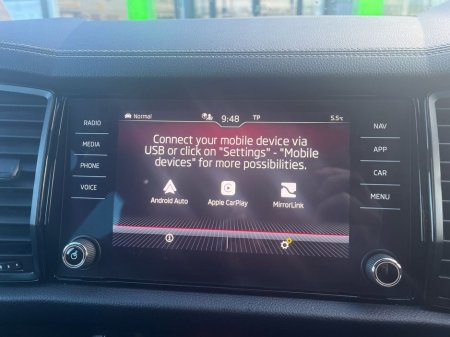 Normal 9:48 TP 5.5°C
RADIO
MEDIA
PHONE
VOICE
Connect your mobile device via
USB or click on "Settings" - "Mobile
devices" for more possibilities.
Android Auto Apple CarPlay MirrorLink
NAV
APP
CAR
MENU